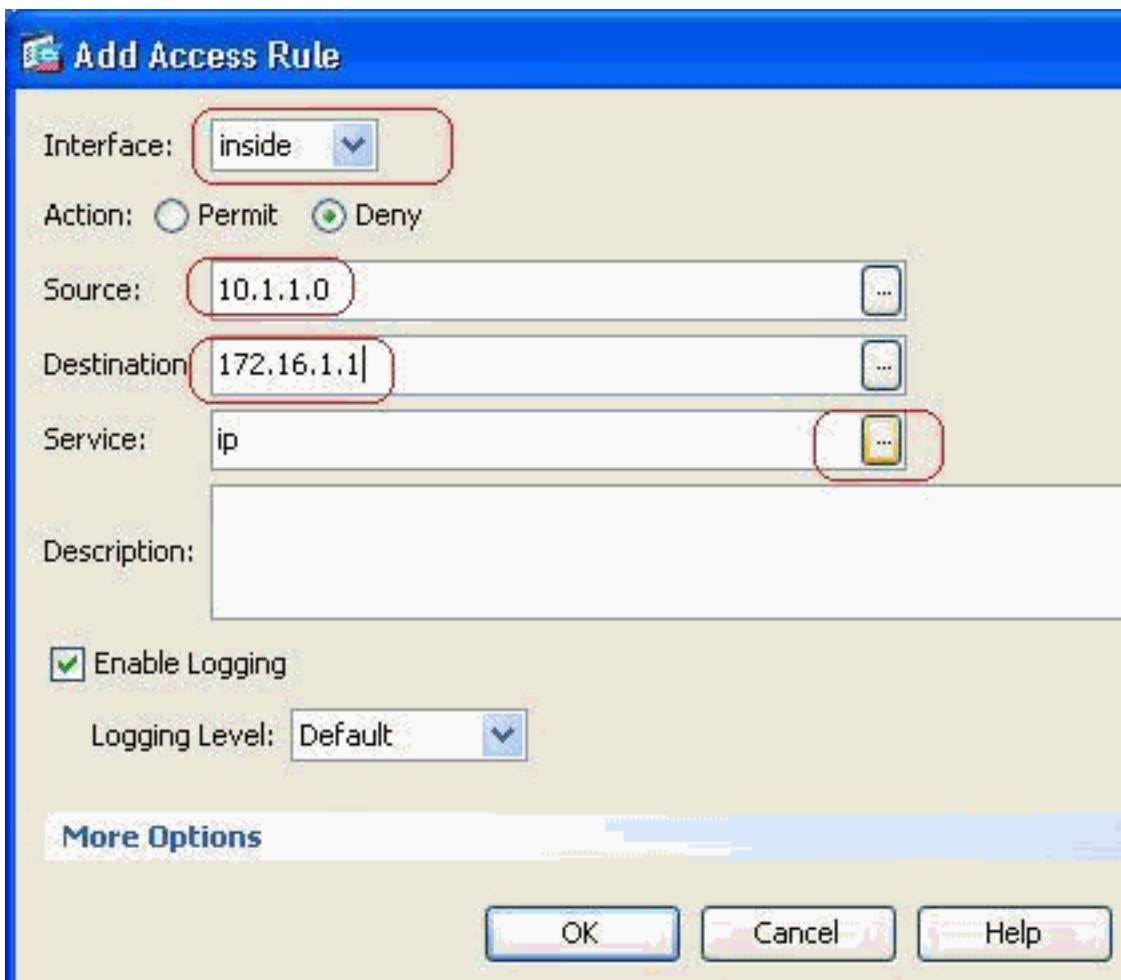 Add Access Rule
Interface: inside
Action: Permit Deny
Source: 10.1.1.0 ...
Destination 172.16.1.1 ...
Service: ip ...
Description:
Enable Logging
Logging Level: Default
More Options
OK Cancel Help